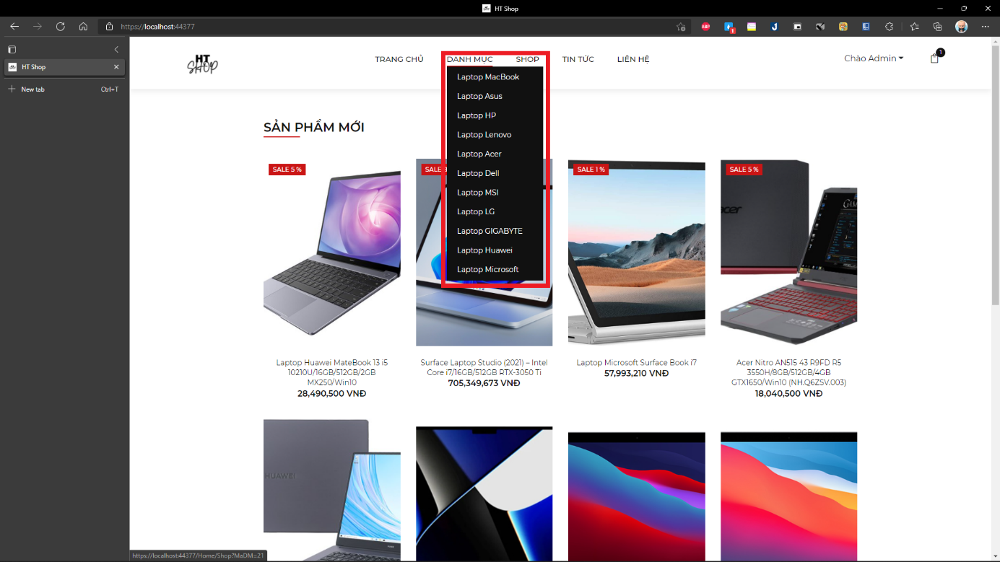 HT Shop
https://localhost:44377
1
HT Shop
New tab
Ctrl+T
HT
SHOP
TRANG CHỦ
DANH MỤC
SHOP
TIN TỨC
LIÊN HỆ
Chào Admin
1
Laptop MacBook
Laptop Asus
Laptop HP
Laptop Lenovo
Laptop Acer
Laptop Dell
Laptop MSI
Laptop LG
Laptop GIGABYTE
Laptop Huawei
Laptop Microsoft
SẢN PHẨM MỚI
SALE 5 %
SALE
SALE 1 %
SALE 5 %
acer
Laptop Huawei MateBook 13 i5
10210U/16GB/512GB/2GB
MX250/Win10
28,490,500 VNĐ
Surface Laptop Studio (2021) – Intel
Core i7/16GB/512GB RTX-3050 Ti
705,349,673 VNĐ
Laptop Microsoft Surface Book i7
57,993,210 VNĐ
Acer Nitro AN515 43 R9FD R5
3550H/8GB/512GB/4GB
GTX1650/Win10 (NH.Q6ZSV.003)
18,040,500 VNĐ
HUAWEI
https://localhost:44377/Home/Shop?MaDM=21